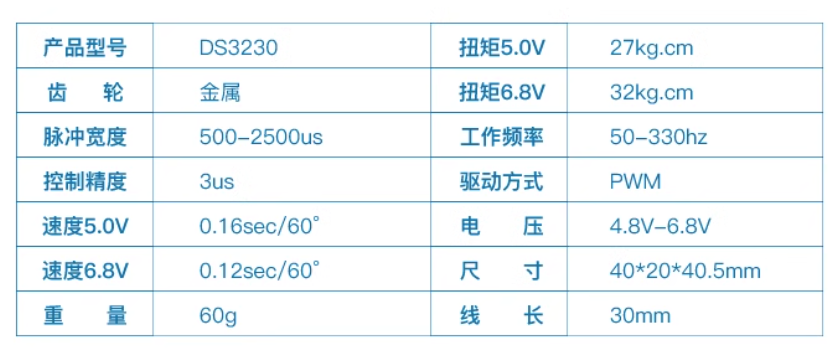 产品型号 DS3230 扭矩5.0V 27kg.cm
齿 轮 金属 扭矩6.8V 32kg.cm
脉冲宽度 500-2500us 工作频率 50-330hz
控制精度 3us 驱动方式 PWM
速度5.0V 0.16sec/60° 电 压 4.8V-6.8V
速度6.8V 0.12sec/60° 尺 寸 40*20*40.5mm
重 量 60g 线 长 30mm